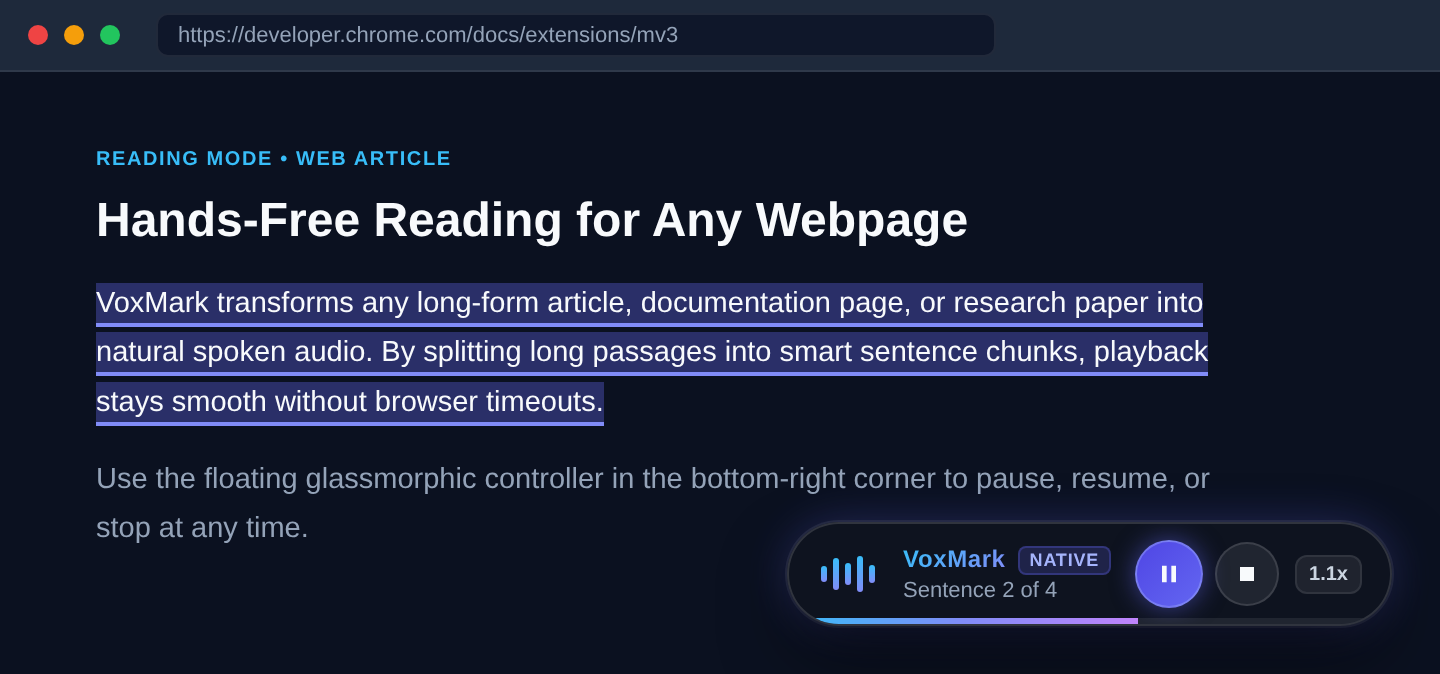 https://developer.chrome.com/docs/extensions/mv3
READING MODE • WEB ARTICLE
Hands-Free Reading for Any Webpage
VoxMark transforms any long-form article, documentation page, or research paper into
natural spoken audio. By splitting long passages into smart sentence chunks, playback
stays smooth without browser timeouts.
Use the floating glassmorphic controller in the bottom-right corner to pause, resume, or
stop at any time.
VoxMark NATIVE
Sentence 2 of 4
1.1x